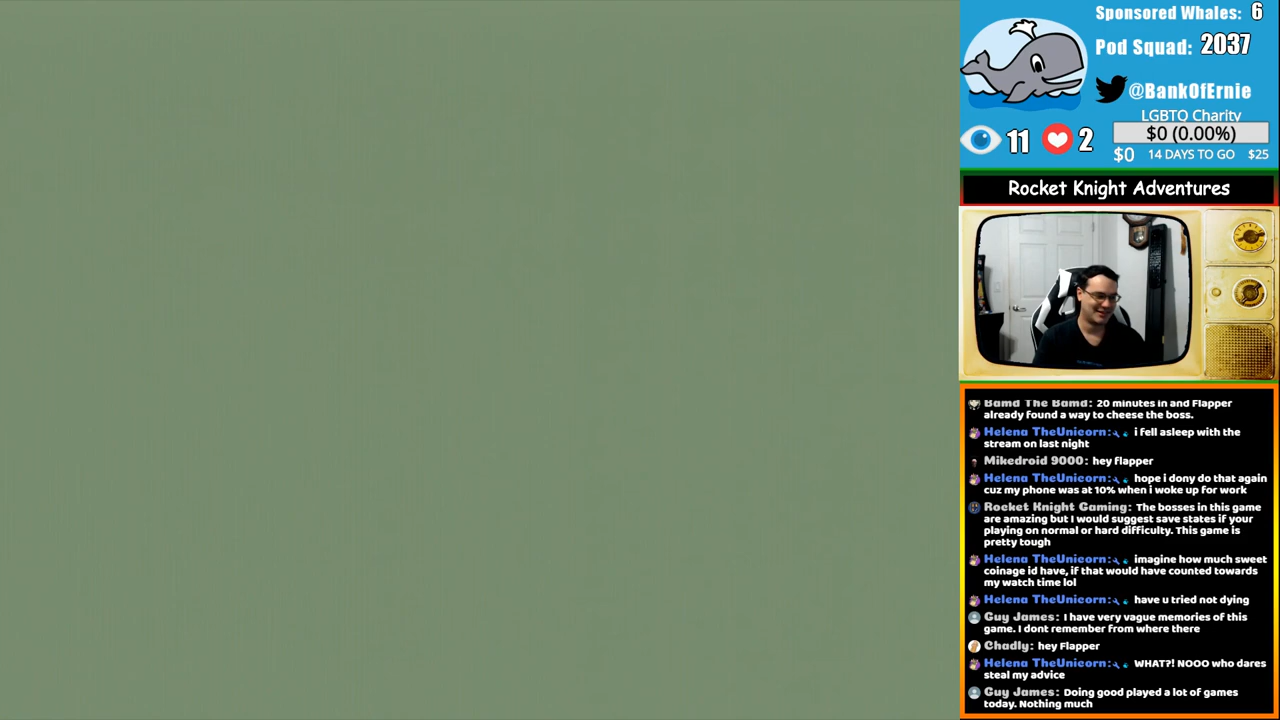 Sponsored Whales: 6
Pod Squad: 2037
@BankOfErnie
LGBTQ Charity
$0 (0.00%)
11 2 $0 14 DAYS TO GO $25
Rocket Knight Adventures
Bamd The Bamd: 20 minutes in and Flapper
already found a way to cheese the boss.
Helena TheUnicorn: i fell asleep with the
stream on last night
Mikedroid 9000: hey flapper
Helena TheUnicorn: hope i dony do that again
cuz my phone was at 10% when i woke up for work
Rocket Knight Gaming: The bosses in this game
are amazing but I would suggest save states if your
playing on normal or hard difficulty. This game is
pretty tough
Helena TheUnicorn: imagine how much sweet
coinage id have, if that would have counted towards
my watch time lol
Helena TheUnicorn: have u tried not dying
Guy James: I have very vague memories of this
game. I dont remember from where there
Chadly: hey Flapper
Helena TheUnicorn: WHAT?! NOOO who dares
steal my advice
Guy James: Doing good played a lot of games
today. Nothing much